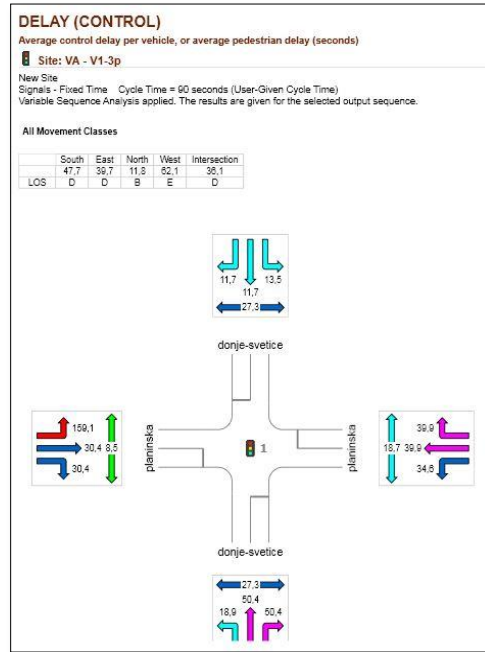 DELAY (CONTROL)
Average control delay per vehicle, or average pedestrian delay (seconds)
Site: VA - V1-3p
New Site
Signals - Fixed Time Cycle Time = 90 seconds (User-Given Cycle Time)
Variable Sequence Analysis applied. The results are given for the selected output sequence.
All Movement Classes
South East North West Intersection
47,7 39,7 11,8 62,1 36,1
LOS D D B E D
11,7 13,5
11,7
27,3
donje-svetice
159,1
30,4 8,5
30,4
planinska
1
planinska
39,9
18,7 39,9
34,6
donje-svetice
27,3
50,4
18,9 50,4